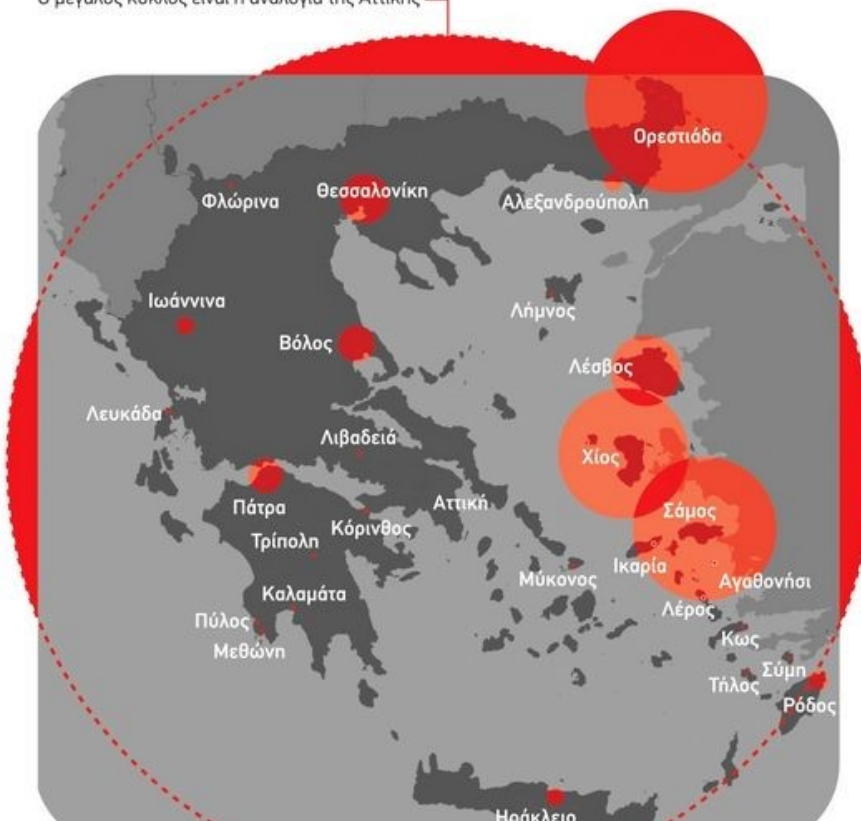 Ο μεγάλος κύκλος είναι η αναλογία της Αττικής
Ορεστιάδα
Φλώρινα
Θεσσαλονίκη
Αλεξανδρούπολη
Ιωάννινα
Λήμνος
Βόλος
Λέσβος
Λευκάδα
Λιβαδειά
Χίος
Πάτρα
Αττική
Σάμος
Κόρινθος
Τρίπολη
Μύκονος
Ικαρία
Αγαθονήσι
Καλαμάτα
Λέρος
Πύλος
Κως
Μεθώνη
Σύμη
Τήλος
Ρόδος
Ηράκλειο